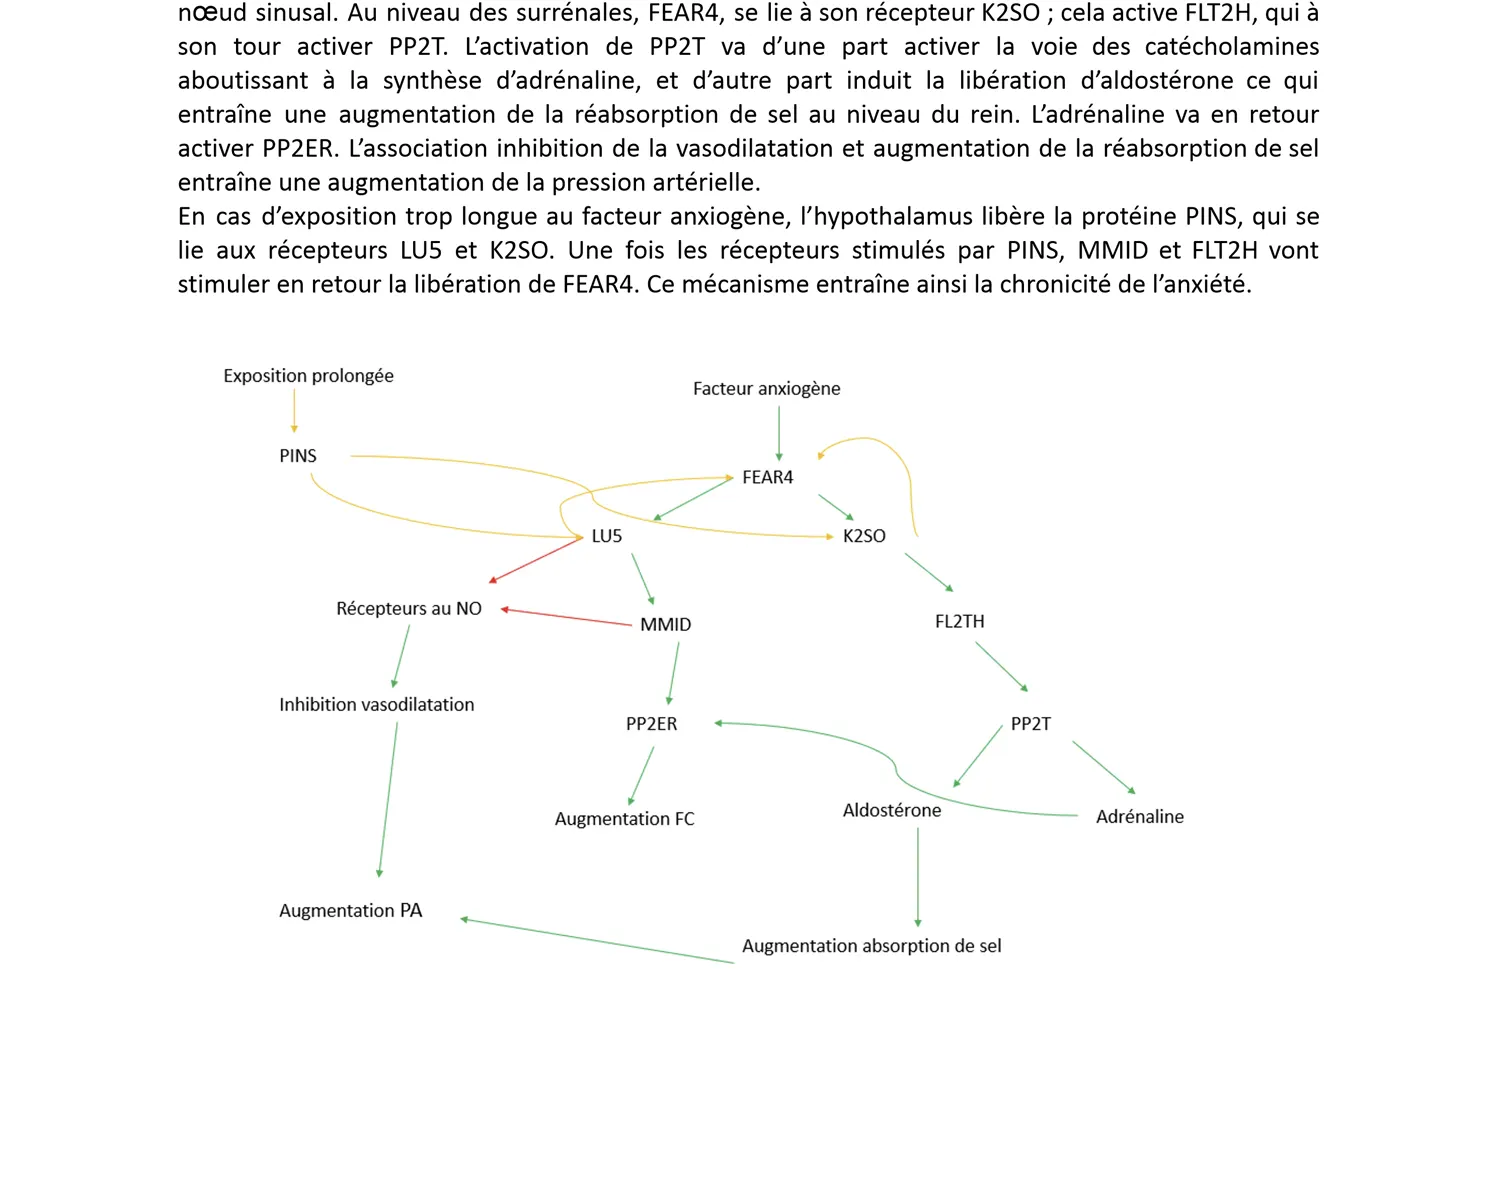 nœud sinusal. Au niveau des surrénales, FEAR4, se lie à son récepteur K2SO ; cela active FLT2H, qui à
son tour activer PP2T. L’activation de PP2T va d’une part activer la voie des catécholamines
aboutissant à la synthèse d’adrénaline, et d’autre part induit la libération d’aldostérone ce qui
entraîne une augmentation de la réabsorption de sel au niveau du rein. L’adrénaline va en retour
activer PP2ER. L’association inhibition de la vasodilatation et augmentation de la réabsorption de sel
entraîne une augmentation de la pression artérielle.
En cas d’exposition trop longue au facteur anxiogène, l’hypothalamus libère la protéine PINS, qui se
lie aux récepteurs LU5 et K2SO. Une fois les récepteurs stimulés par PINS, MMID et FLT2H vont
stimuler en retour la libération de FEAR4. Ce mécanisme entraîne ainsi la chronicité de l’anxiété.
Exposition prolongée
Facteur anxiogène
PINS
FEAR4
LU5
K2SO
Récepteurs au NO
MMID
FL2TH
Inhibition vasodilatation
PP2ER
PP2T
Augmentation FC
Aldostérone
Adrénaline
Augmentation PA
Augmentation absorption de sel